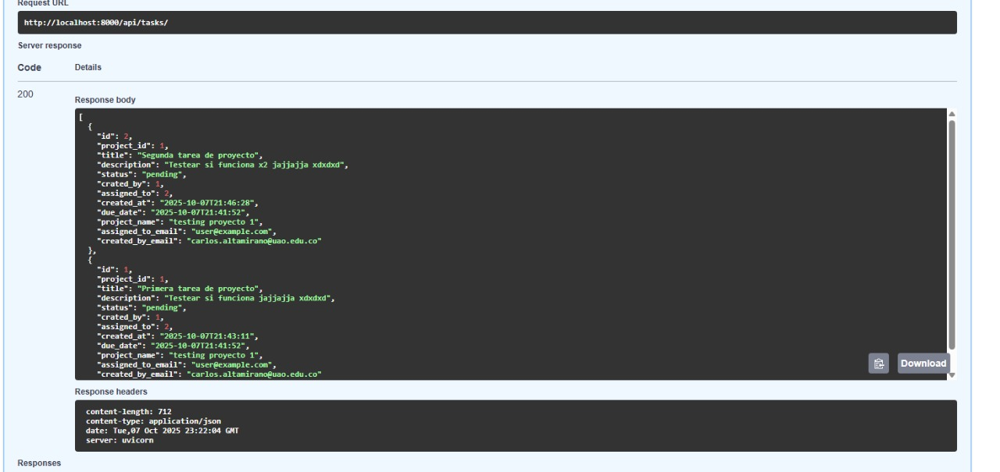 Request URL
http://localhost:8000/api/tasks/
Server response
Code Details
200
Response body
[
{
"id": 2,
"project_id": 1,
"title": "Segunda tarea de proyecto",
"description": "Testear si funciona x2 jajjajja xdxdxd",
"status": "pending",
"crated_by": 1,
"assigned_to": 2,
"created_at": "2025-10-07T21:46:28",
"due_date": "2025-10-07T21:41:52",
"project_name": "testing proyecto 1",
"assigned_to_email": "user@example.com",
"created_by_email": "carlos.altamirano@uao.edu.co"
},
{
"id": 1,
"project_id": 1,
"title": "Primera tarea de proyecto",
"description": "Testear si funciona jajjajja xdxdxd",
"status": "pending",
"crated_by": 1,
"assigned_to": 2,
"created_at": "2025-10-07T21:43:11",
"due_date": "2025-10-07T21:41:52",
"project_name": "testing proyecto 1",
"assigned_to_email": "user@example.com",
"created_by_email": "carlos.altamirano@uao.edu.co"
Download
Response headers
content-length: 712
content-type: application/json
date: Tue,07 Oct 2025 23:22:04 GMT
server: uvicorn
Responses